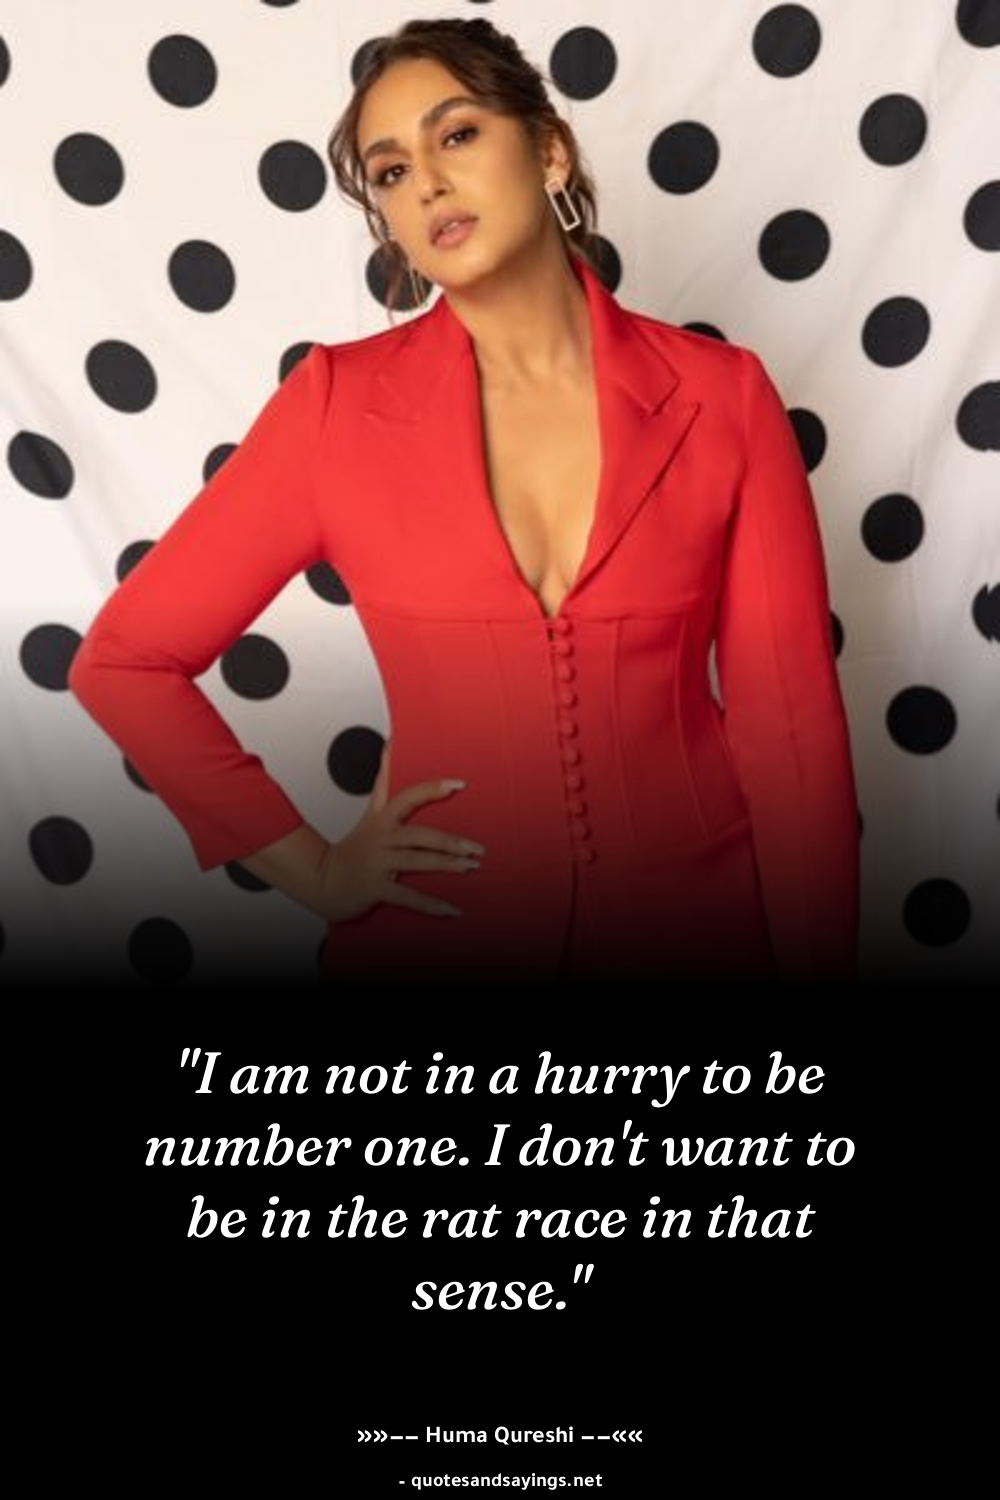 "I am not in a hurry to be
number one. I don't want to
be in the rat race in that
sense."
»»–– Huma Qureshi ––««
- quotesandsayings.net